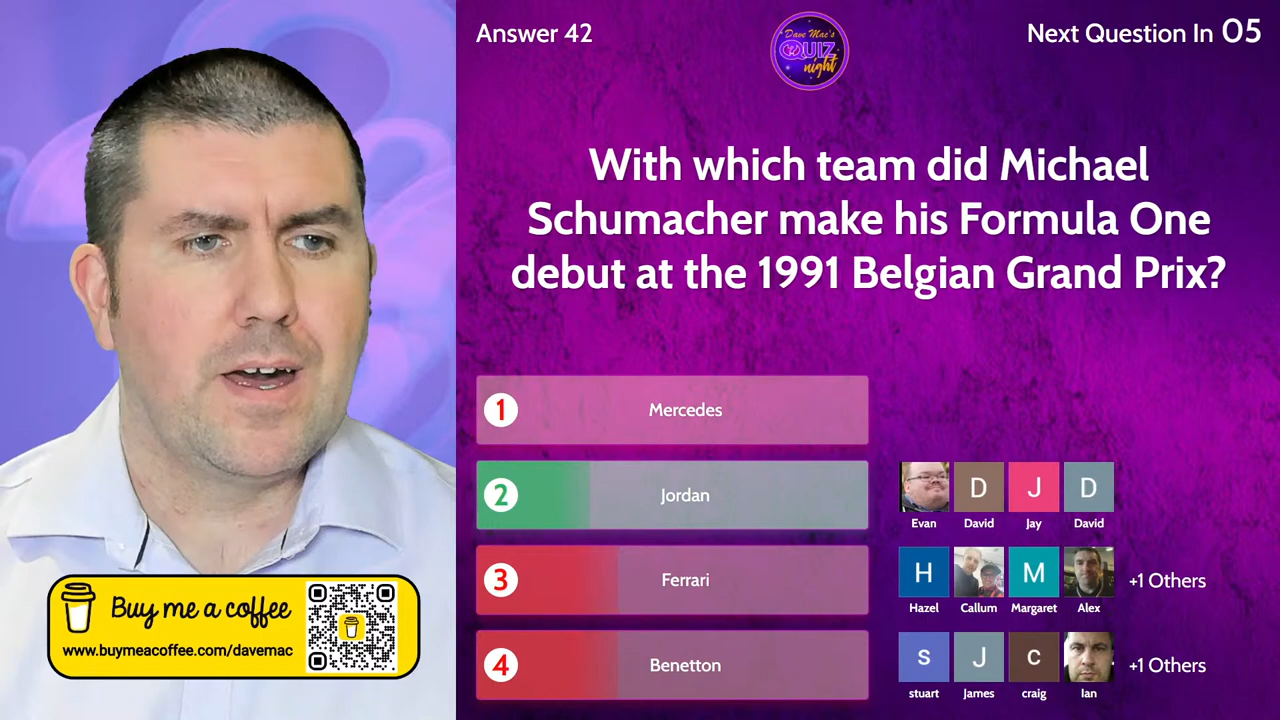 Answer 42
Dave Mac's
QUIZ
night
Next Question In 05
With which team did Michael
Schumacher make his Formula One
debut at the 1991 Belgian Grand Prix?
1 Mercedes
2 Jordan
D J D
Evan David Jay David
3 Ferrari
H M
+1 Others
Hazel Callum Margaret Alex
4 Benetton
s J c
+1 Others
stuart James craig Ian
Buy me a coffee
www.buymeacoffee.com/davemac